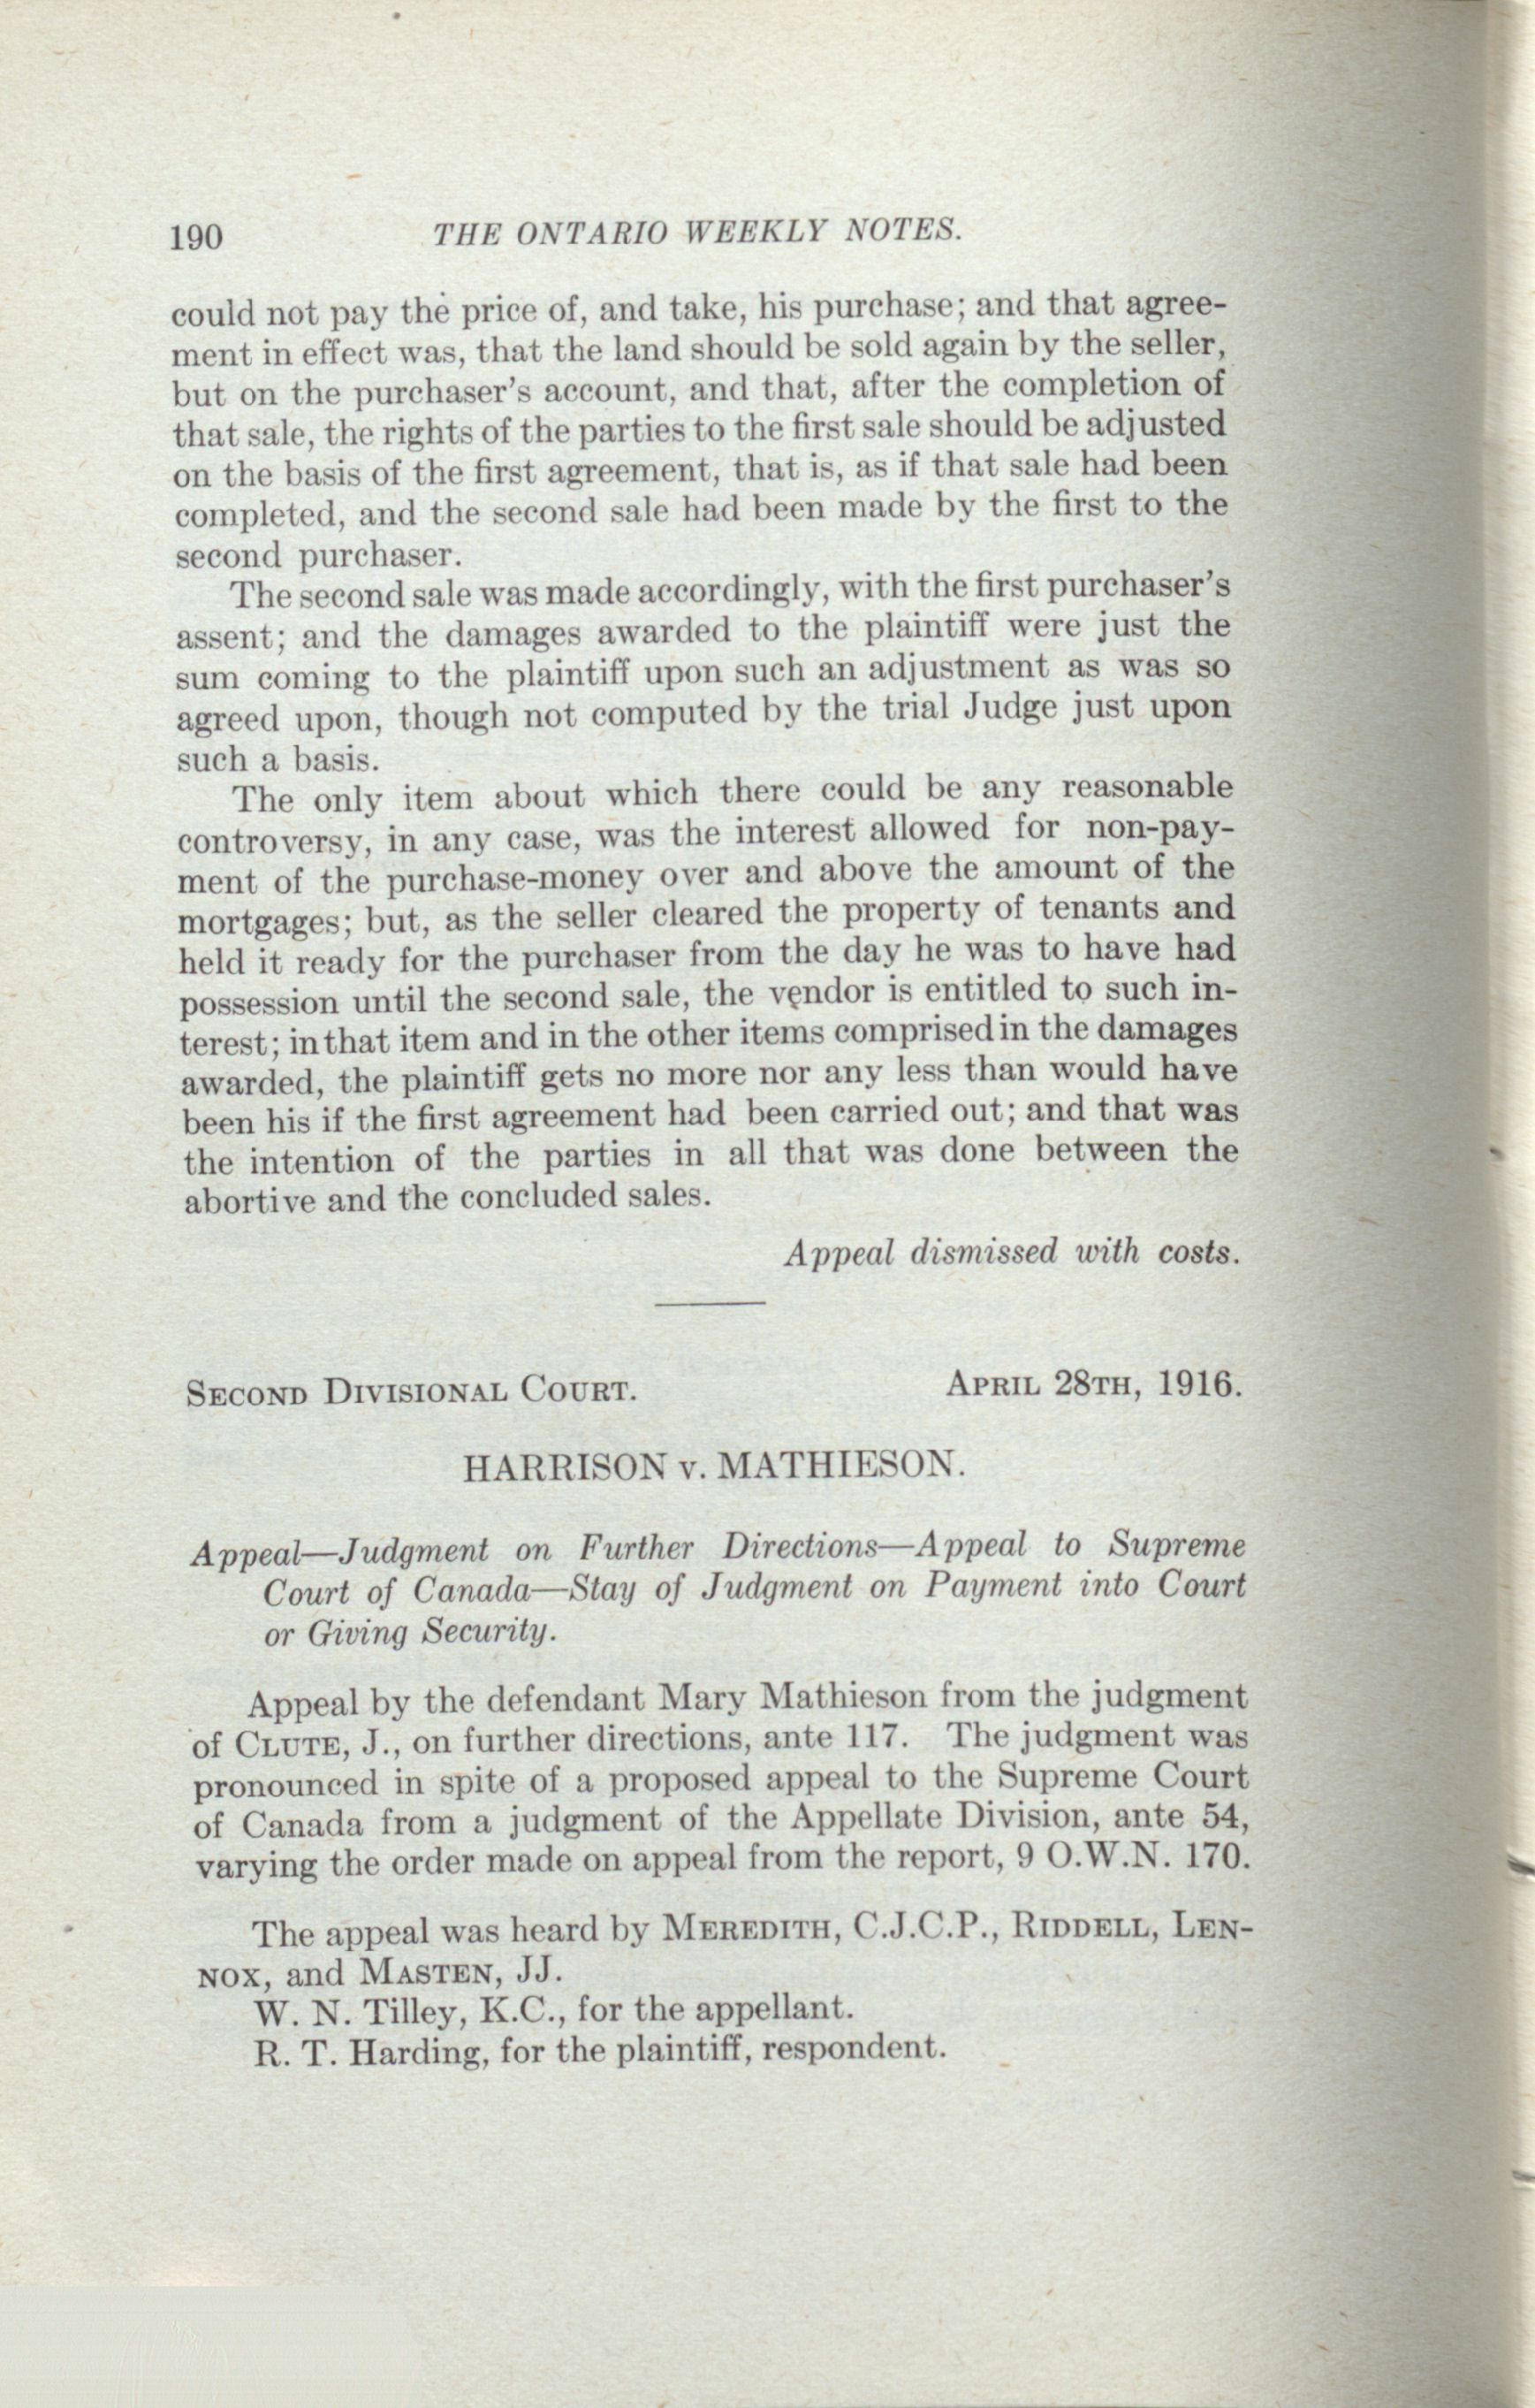 190 THE ONTARIO WEEKLY NOTES.
could not pay the price of, and take, his purchase; and that agree-
ment in effect was, that the land should be sold again by the seller,
but on the purchaser's account, and that, after the completion of
that sale, the rights of the parties to the first sale should be adjusted
on the basis of the first agreement, that is, as if that sale had been
completed, and the second sale had been made by the first to the
second purchaser.
The second sale was made accordingly, with the first purchaser's
assent; and the damages awarded to the plaintiff were just the
sum coming to the plaintiff upon such an adjustment as was so
agreed upon, though not computed by the trial Judge just upon
such a basis.
The only item about which there could be any reasonable
controversy, in any case, was the interest allowed for non-pay-
ment of the purchase-money over and above the amount of the
mortgages; but, as the seller cleared the property of tenants and
held it ready for the purchaser from the day he was to have had
possession until the second sale, the vendor is entitled to such in-
terest; in that item and in the other items comprised in the damages
awarded, the plaintiff gets no more nor any less than would have
been his if the first agreement had been carried out; and that was
the intention of the parties in all that was done between the
abortive and the concluded sales.
Appeal dismissed with costs.
SECOND DIVISIONAL COURT. APRIL 28TH, 1916.
HARRISON v. MATHIESON.
Appeal—Judgment on Further Directions—Appeal to Supreme
Court of Canada—Stay of Judgment on Payment into Court
or Giving Security.
Appeal by the defendant Mary Mathieson from the judgment
of CLUTE, J., on further directions, ante 117. The judgment was
pronounced in spite of a proposed appeal to the Supreme Court
of Canada from a judgment of the Appellate Division, ante 54,
varying the order made on appeal from the report, 9 O.W.N. 170.
The appeal was heard by MEREDITH, C.J.C.P., RIDDELL, LEN-
NOX, and MASTEN, JJ.
W. N. Tilley, K.C., for the appellant.
R. T. Harding, for the plaintiff, respondent.